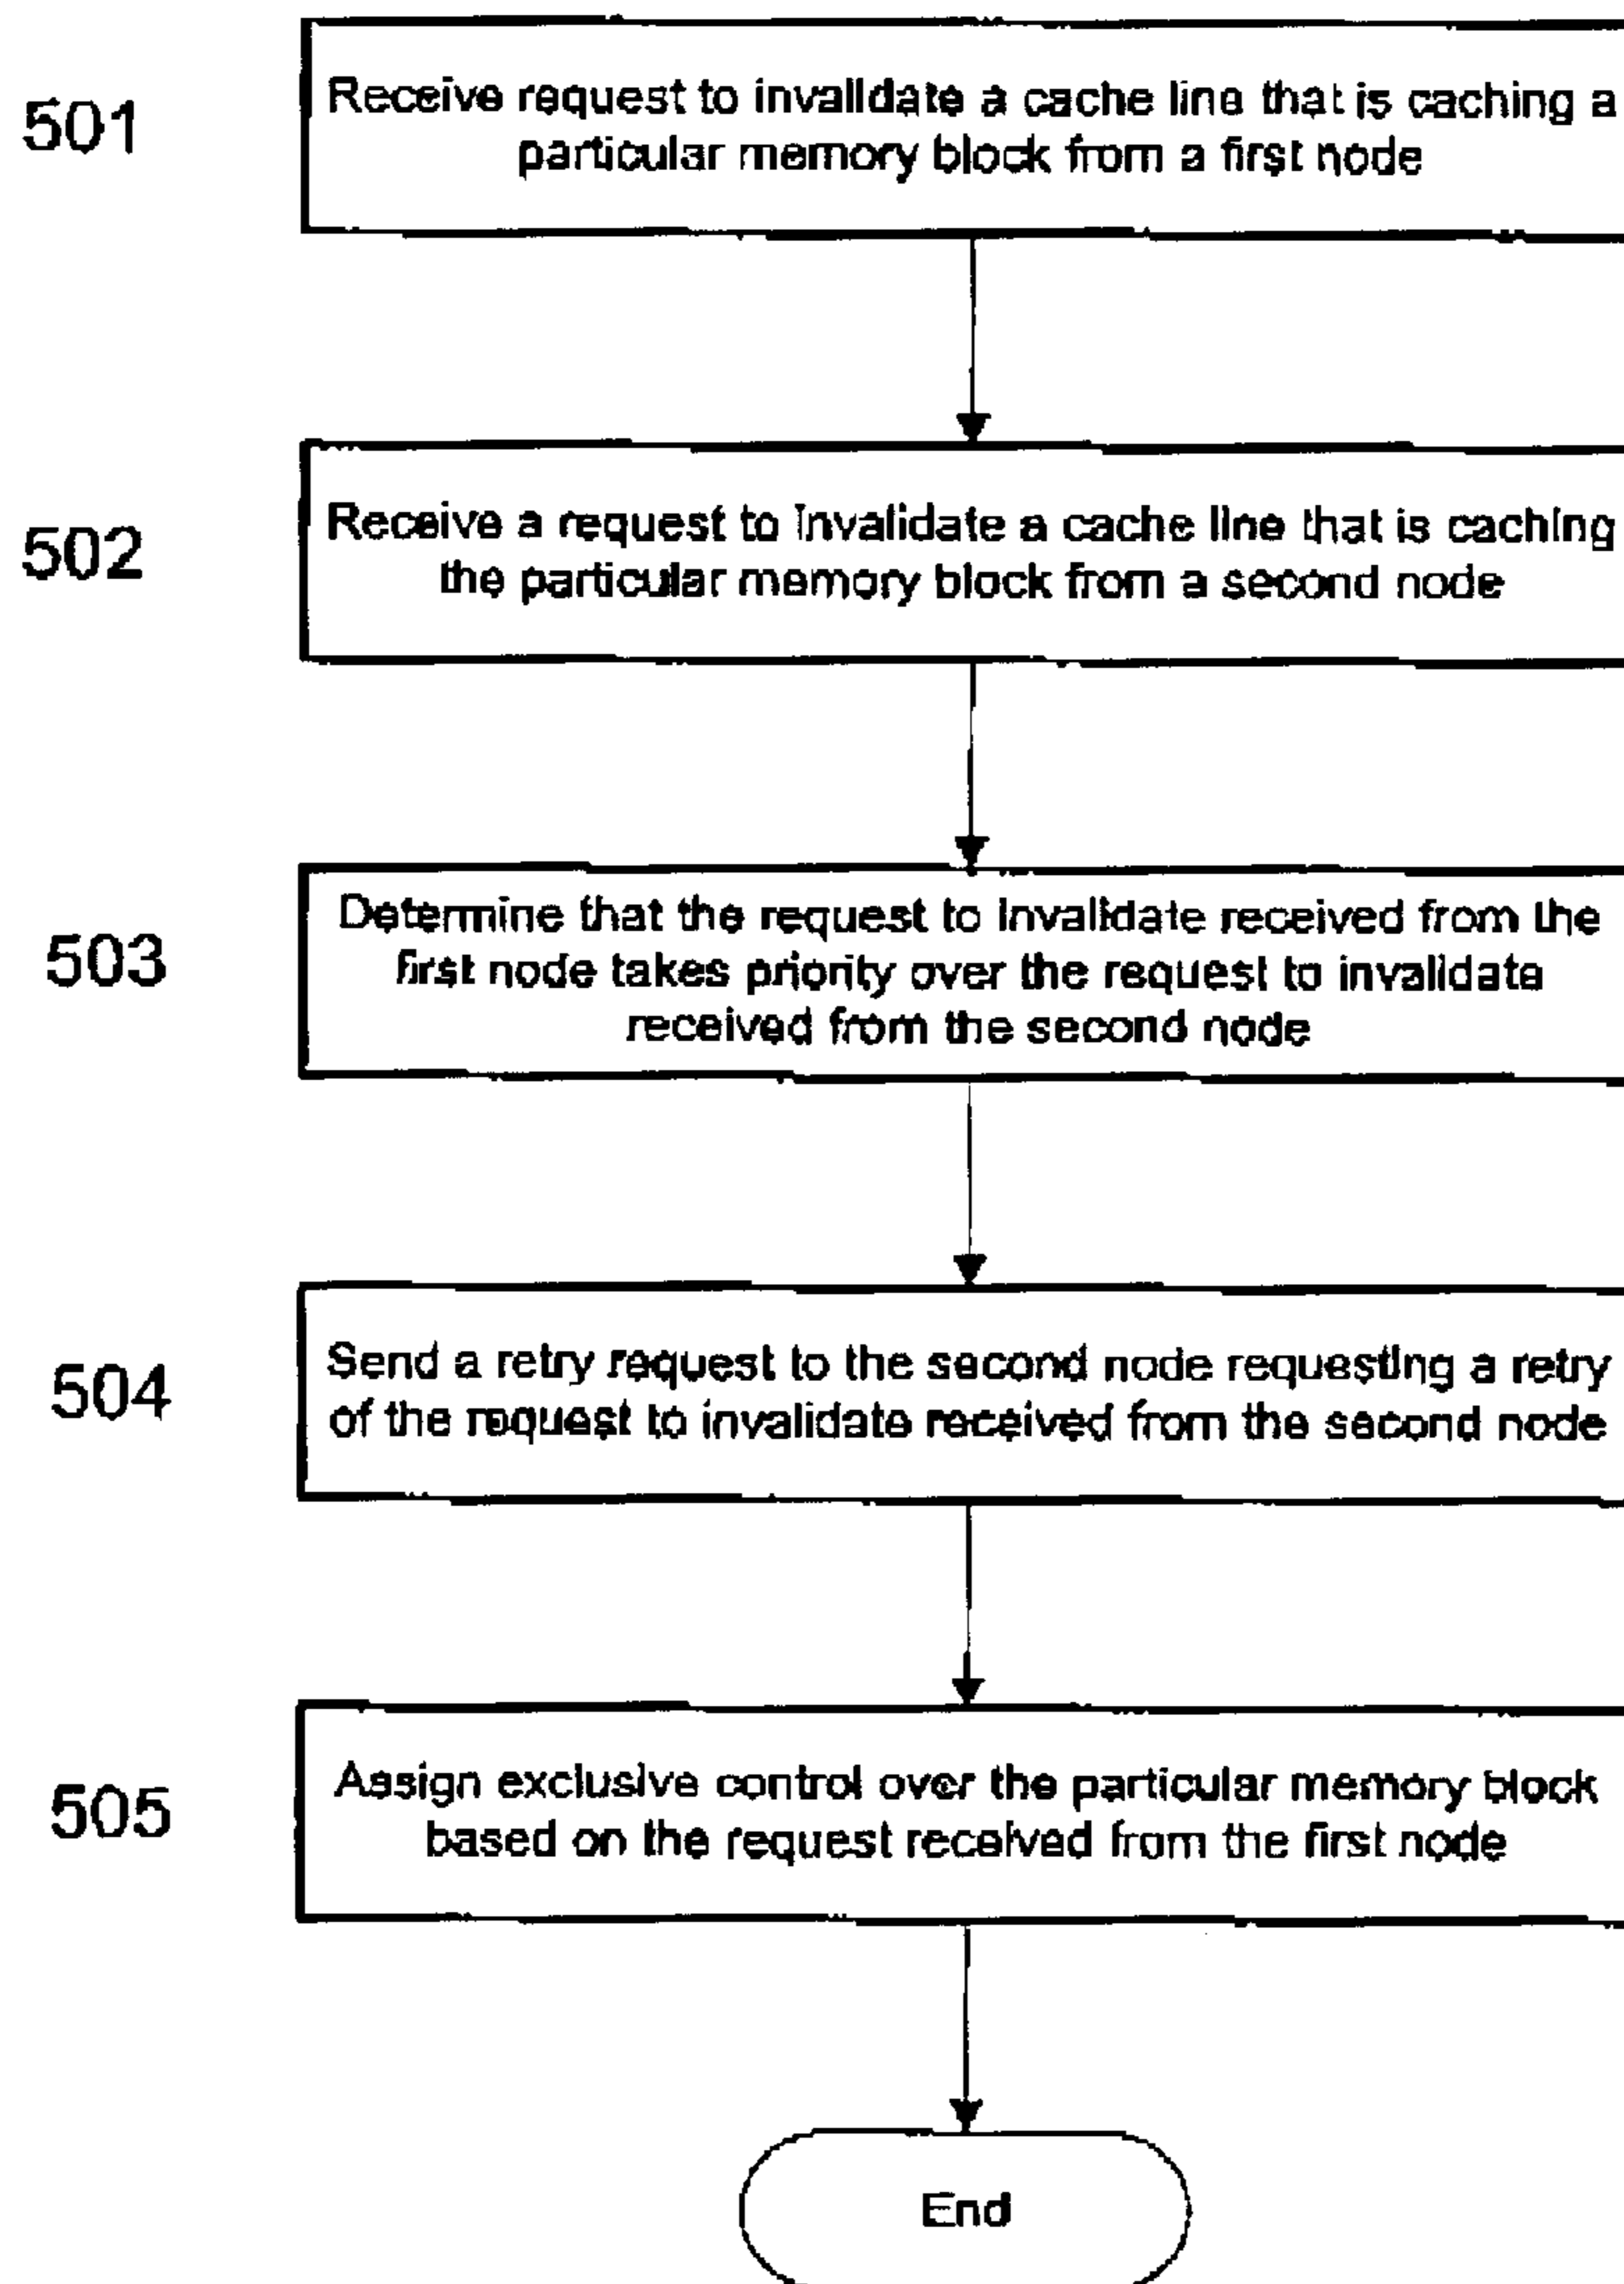 501
Receive request to invalidate a cache line that is caching a
particular memory block from a first node
502
Receive a request to Invalidate a cache line that is caching
the particular memory block from a second node
503
Determine that the request to invalidate received from the
first node takes priority over the request to invalidate
received from the second node
504
Send a retry request to the second node requesting a retry
of the request to invalidate received from the second node
505
Assign exclusive control over the particular memory block
based on the request received from the first node
End